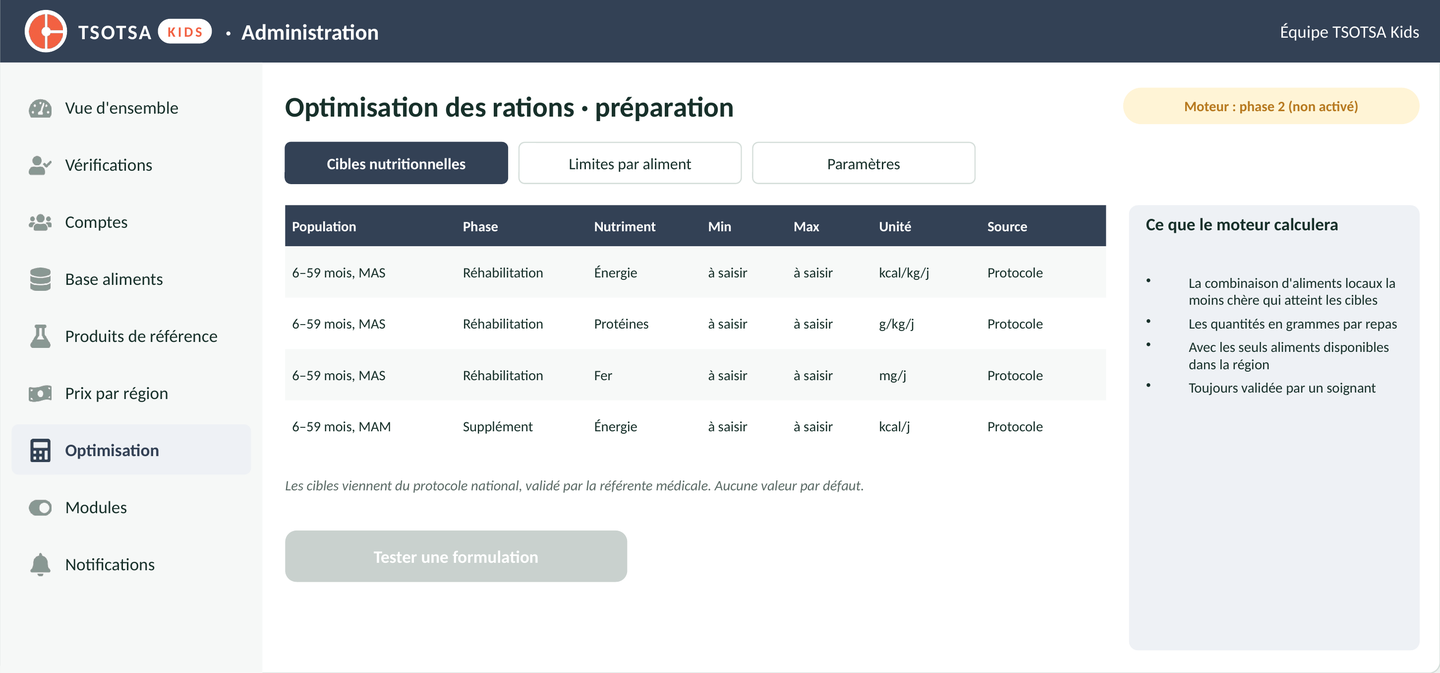 TSOTSA KIDS · Administration
Équipe TSOTSA Kids
Vue d'ensemble
Vérifications
Comptes
Base aliments
Produits de référence
Prix par région
Optimisation
Modules
Notifications
Optimisation des rations · préparation
Moteur : phase 2 (non activé)
Cibles nutritionnelles
Limites par aliment
Paramètres
Population Phase Nutriment Min Max Unité Source
6–59 mois, MAS Réhabilitation Énergie à saisir à saisir kcal/kg/j Protocole
6–59 mois, MAS Réhabilitation Protéines à saisir à saisir g/kg/j Protocole
6–59 mois, MAS Réhabilitation Fer à saisir à saisir mg/j Protocole
6–59 mois, MAM Supplément Énergie à saisir à saisir kcal/j Protocole
Les cibles viennent du protocole national, validé par la référente médicale. Aucune valeur par défaut.
Tester une formulation
Ce que le moteur calculera
• La combinaison d'aliments locaux la
moins chère qui atteint les cibles
• Les quantités en grammes par repas
• Avec les seuls aliments disponibles
dans la région
• Toujours validée par un soignant